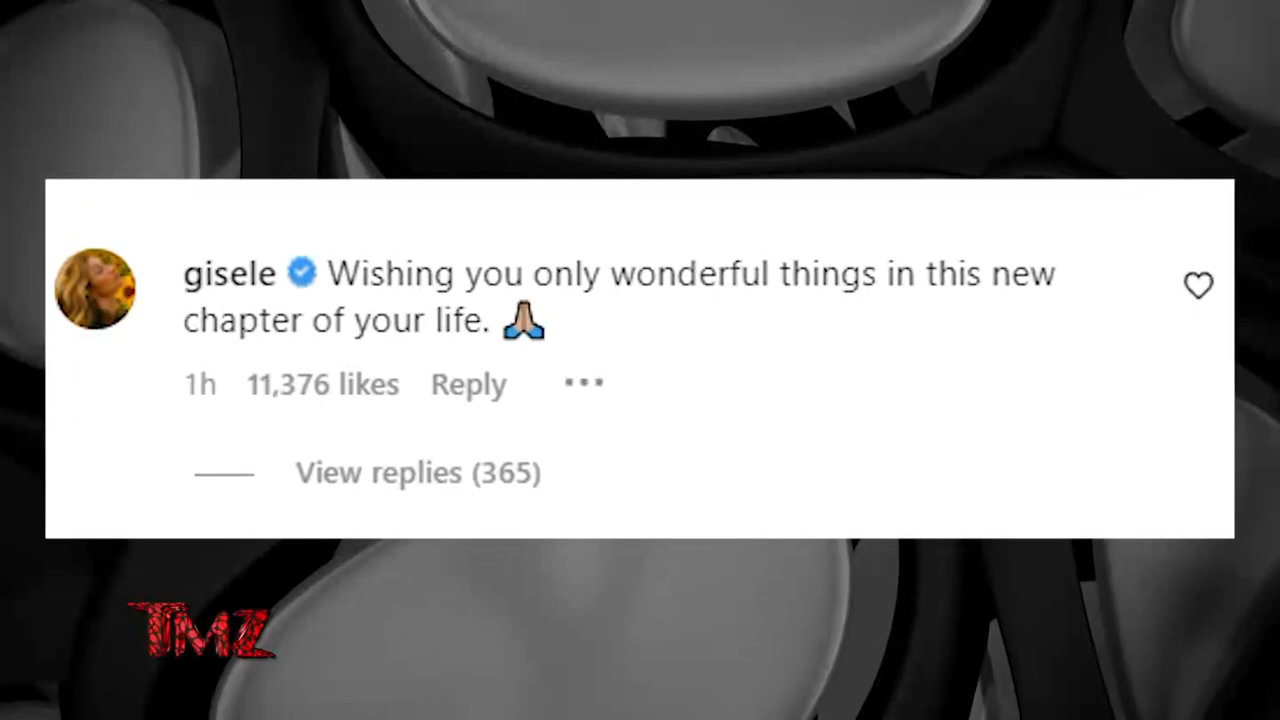 gisele Wishing you only wonderful things in this new
chapter of your life. 🙏🏼
1h 11,376 likes Reply •••
View replies (365)
TMZ